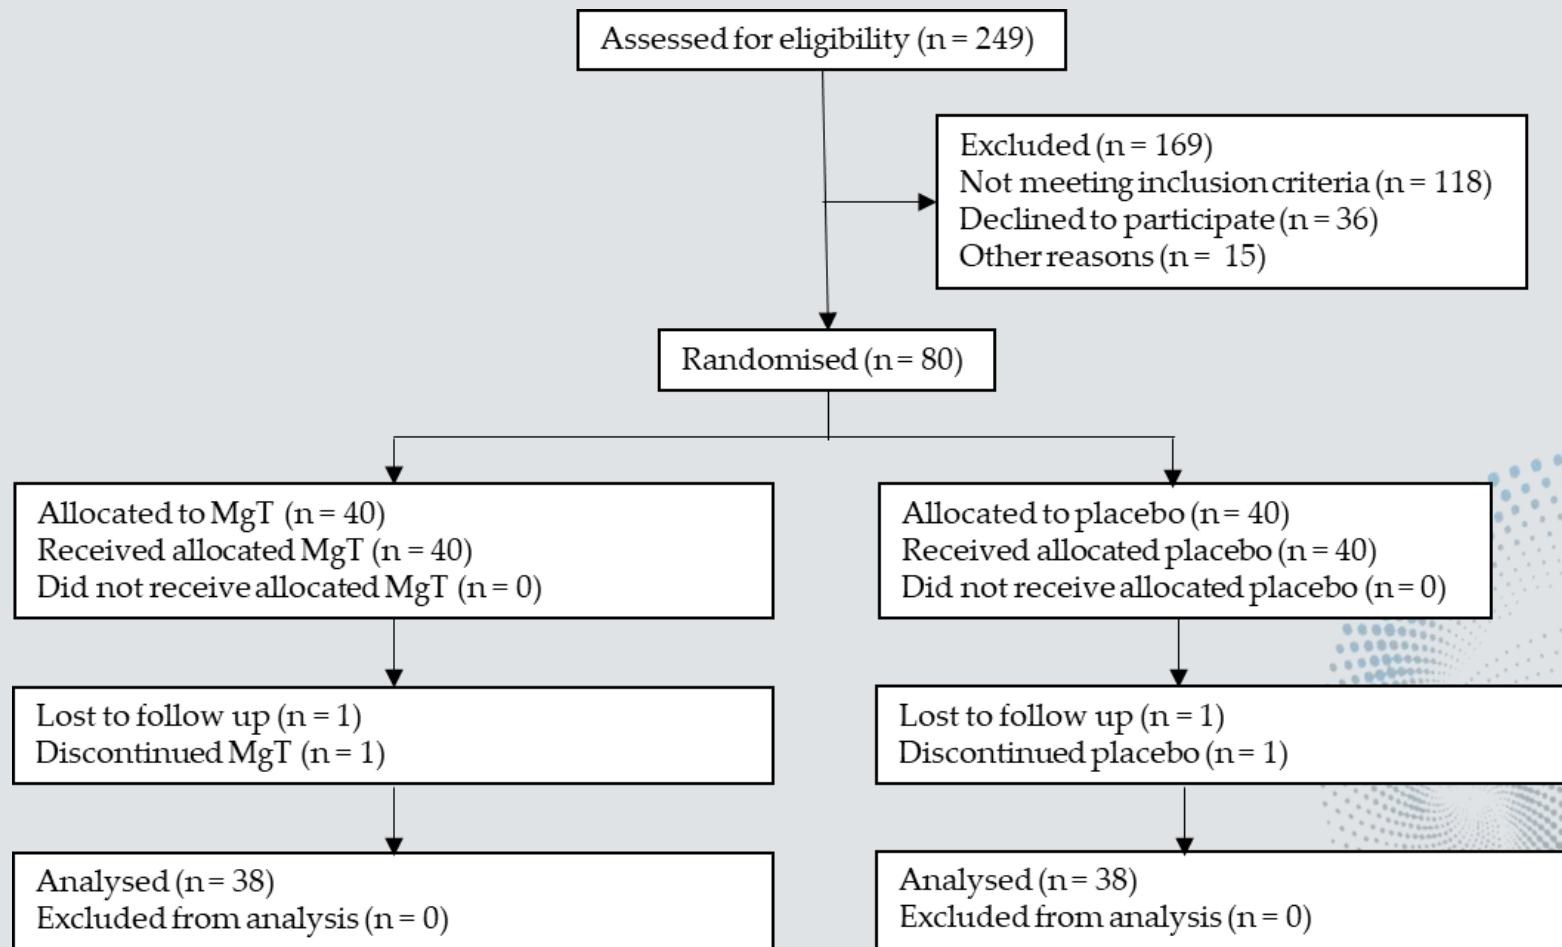 Assessed for eligibility (n = 249)
Excluded (n = 169)
Not meeting inclusion criteria (n = 118)
Declined to participate (n = 36)
Other reasons (n = 15)
Randomised (n = 80)
Allocated to MgT (n = 40)
Received allocated MgT (n = 40)
Did not receive allocated MgT (n = 0)
Allocated to placebo (n = 40)
Received allocated placebo (n = 40)
Did not receive allocated placebo (n = 0)
Lost to follow up (n = 1)
Discontinued MgT (n = 1)
Lost to follow up (n = 1)
Discontinued placebo (n = 1)
Analysed (n = 38)
Excluded from analysis (n = 0)
Analysed (n = 38)
Excluded from analysis (n = 0)